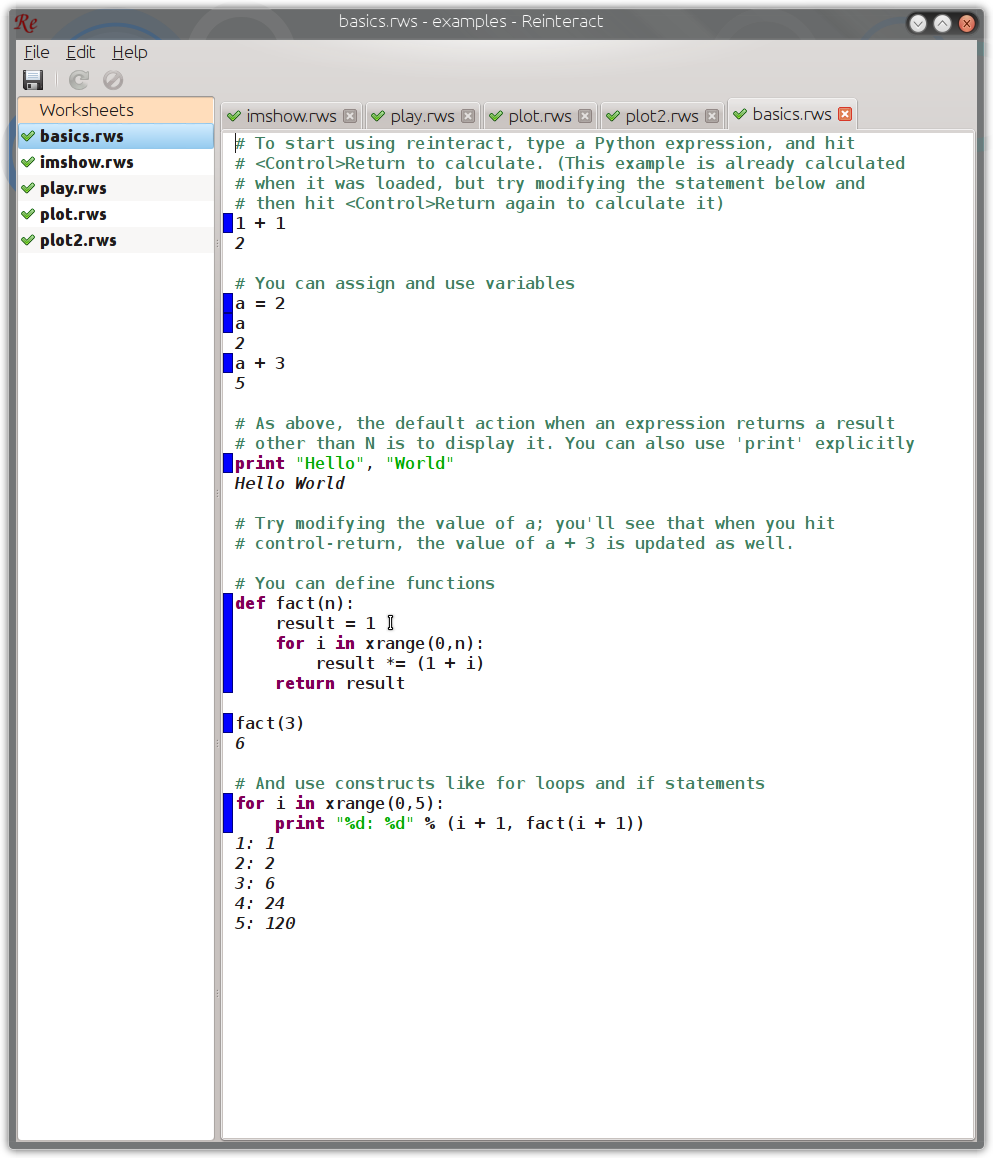 Re basics.rws - examples - Reinteract
File Edit Help
Worksheets
basics.rws
imshow.rws
play.rws
plot.rws
plot2.rws
imshow.rws play.rws plot.rws plot2.rws basics.rws
# To start using reinteract, type a Python expression, and hit
# <Control>Return to calculate. (This example is already calculated
# when it was loaded, but try modifying the statement below and
# then hit <Control>Return again to calculate it)
1 + 1
2
# You can assign and use variables
a = 2
a
2
a + 3
5
# As above, the default action when an expression returns a result
# other than N is to display it. You can also use 'print' explicitly
print "Hello", "World"
Hello World
# Try modifying the value of a; you'll see that when you hit
# control-return, the value of a + 3 is updated as well.
# You can define functions
def fact(n):
    result = 1
    for i in xrange(0,n):
        result *= (1 + i)
    return result
fact(3)
6
# And use constructs like for loops and if statements
for i in xrange(0,5):
    print "%d: %d" % (i + 1, fact(i + 1))
1: 1
2: 2
3: 6
4: 24
5: 120